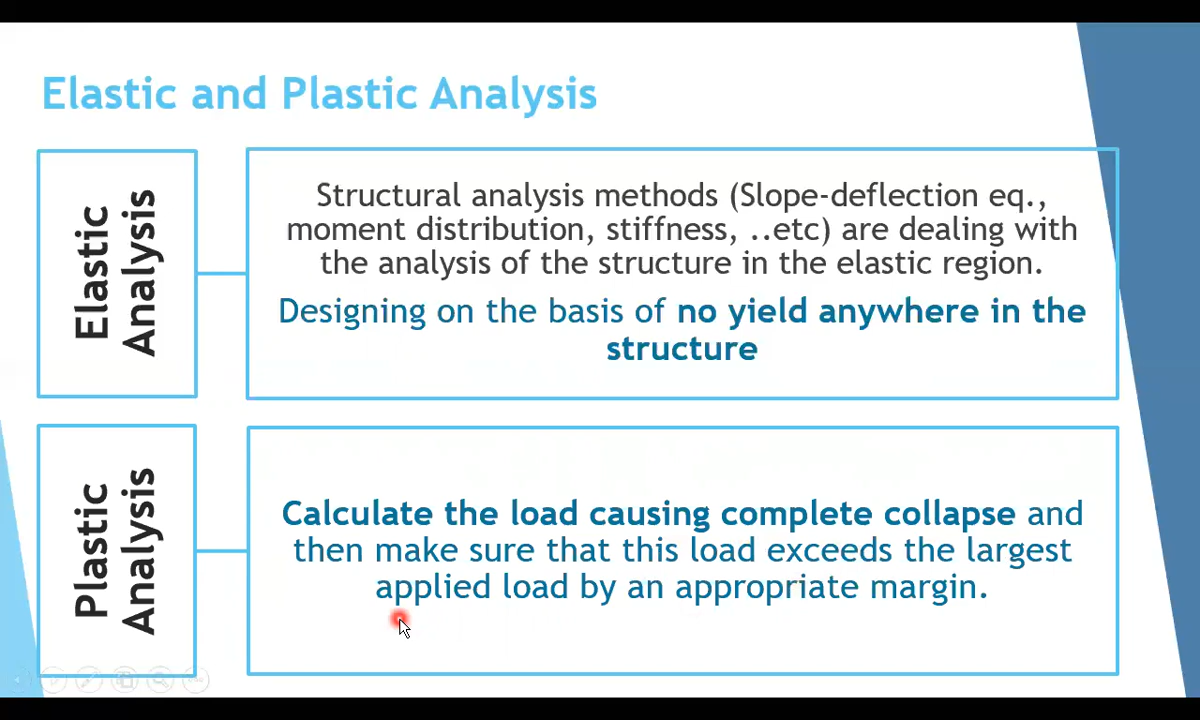 Elastic and Plastic Analysis
Elastic
Analysis
Structural analysis methods (Slope-deflection eq.,
moment distribution, stiffness, ..etc) are dealing with
the analysis of the structure in the elastic region.
Designing on the basis of no yield anywhere in the
structure
Plastic
Analysis
Calculate the load causing complete collapse and
then make sure that this load exceeds the largest
applied load by an appropriate margin.